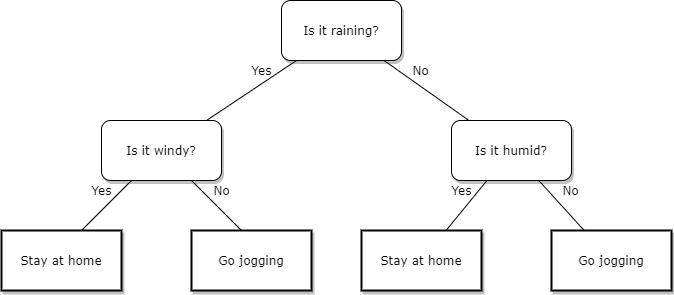 Is it raining?
Yes
No
Is it windy?
Is it humid?
Yes
No
Yes
No
Stay at home
Go jogging
Stay at home
Go jogging